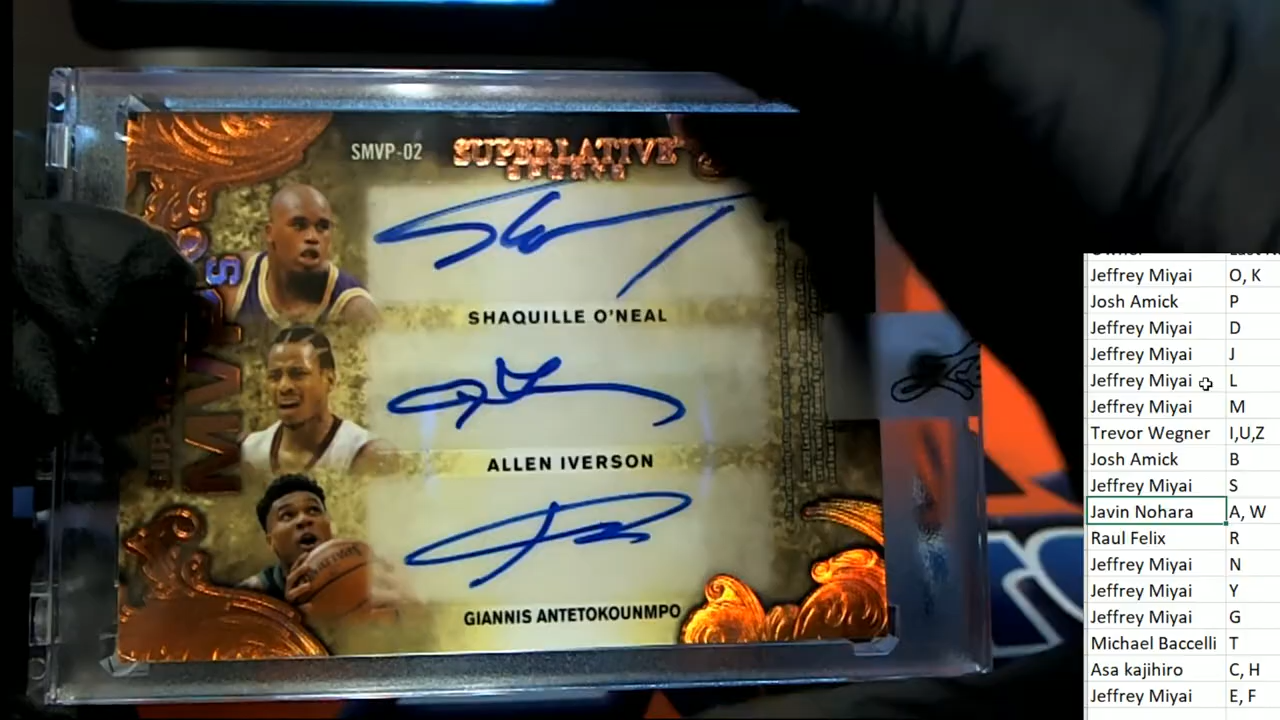 SMVP-02
SUPERLATIVE
SPORTS
MVP'S
SHAQUILLE O'NEAL
ALLEN IVERSON
GIANNIS ANTETOKOUNMPO
Jeffrey Miyai O, K
Josh Amick P
Jeffrey Miyai D
Jeffrey Miyai J
Jeffrey Miyai L
Jeffrey Miyai M
Trevor Wegner I,U,Z
Josh Amick B
Jeffrey Miyai S
Javin Nohara A, W
Raul Felix R
Jeffrey Miyai N
Jeffrey Miyai Y
Jeffrey Miyai G
Michael Baccelli T
Asa kajihiro C, H
Jeffrey Miyai E, F